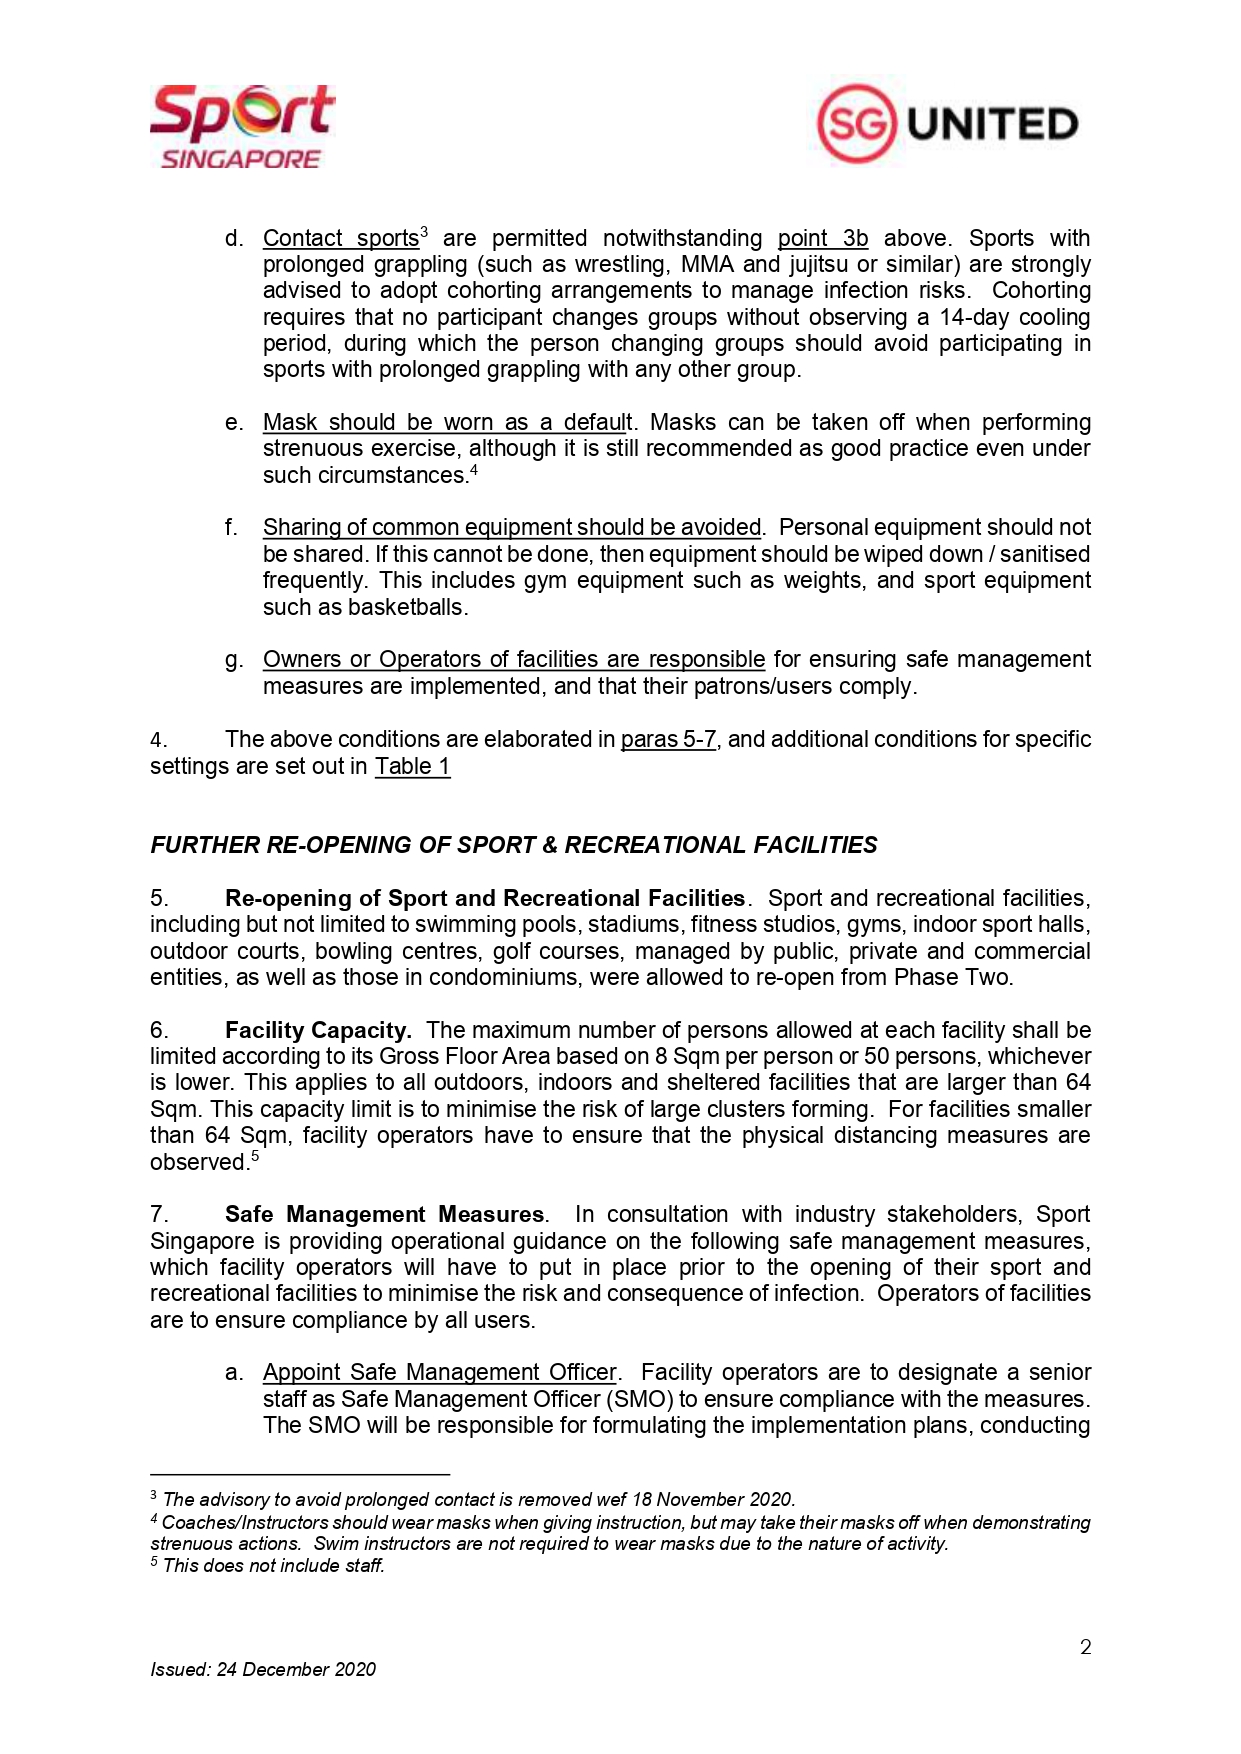 Sport
SINGAPORE
SG UNITED
d. Contact sports3 are permitted notwithstanding point 3b above. Sports with
prolonged grappling (such as wrestling, MMA and jujitsu or similar) are strongly
advised to adopt cohorting arrangements to manage infection risks. Cohorting
requires that no participant changes groups without observing a 14-day cooling
period, during which the person changing groups should avoid participating in
sports with prolonged grappling with any other group.
e. Mask should be worn as a default. Masks can be taken off when performing
strenuous exercise, although it is still recommended as good practice even under
such circumstances.4
f. Sharing of common equipment should be avoided. Personal equipment should not
be shared. If this cannot be done, then equipment should be wiped down / sanitised
frequently. This includes gym equipment such as weights, and sport equipment
such as basketballs.
g. Owners or Operators of facilities are responsible for ensuring safe management
measures are implemented, and that their patrons/users comply.
4. The above conditions are elaborated in paras 5-7, and additional conditions for specific
settings are set out in Table 1
FURTHER RE-OPENING OF SPORT & RECREATIONAL FACILITIES
5. Re-opening of Sport and Recreational Facilities. Sport and recreational facilities,
including but not limited to swimming pools, stadiums, fitness studios, gyms, indoor sport halls,
outdoor courts, bowling centres, golf courses, managed by public, private and commercial
entities, as well as those in condominiums, were allowed to re-open from Phase Two.
6. Facility Capacity. The maximum number of persons allowed at each facility shall be
limited according to its Gross Floor Area based on 8 Sqm per person or 50 persons, whichever
is lower. This applies to all outdoors, indoors and sheltered facilities that are larger than 64
Sqm. This capacity limit is to minimise the risk of large clusters forming. For facilities smaller
than 64 Sqm, facility operators have to ensure that the physical distancing measures are
observed.5
7. Safe Management Measures. In consultation with industry stakeholders, Sport
Singapore is providing operational guidance on the following safe management measures,
which facility operators will have to put in place prior to the opening of their sport and
recreational facilities to minimise the risk and consequence of infection. Operators of facilities
are to ensure compliance by all users.
a. Appoint Safe Management Officer. Facility operators are to designate a senior
staff as Safe Management Officer (SMO) to ensure compliance with the measures.
The SMO will be responsible for formulating the implementation plans, conducting
3 The advisory to avoid prolonged contact is removed wef 18 November 2020.
4 Coaches/Instructors should wear masks when giving instruction, but may take their masks off when demonstrating
strenuous actions. Swim instructors are not required to wear masks due to the nature of activity.
5 This does not include staff.
2
Issued: 24 December 2020